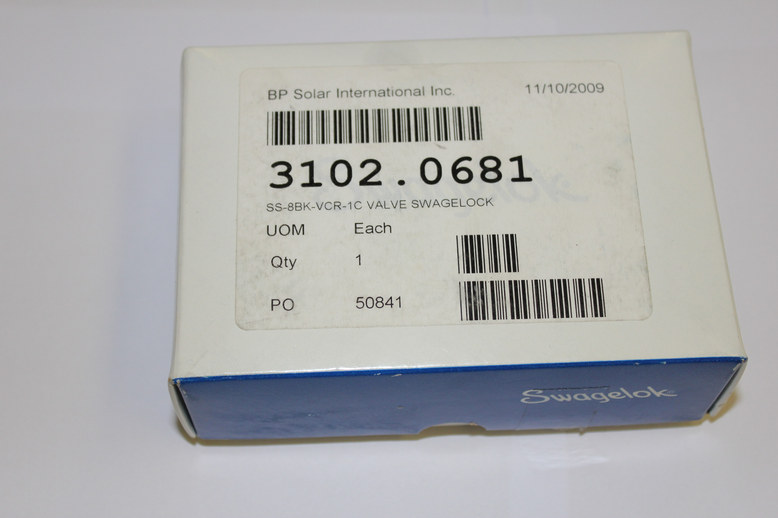 BP Solar International Inc. 11/10/2009
3102.0681
SS-8BK-VCR-1C VALVE SWAGELOCK
UOM Each
Qty 1
PO 50841
Swagelok